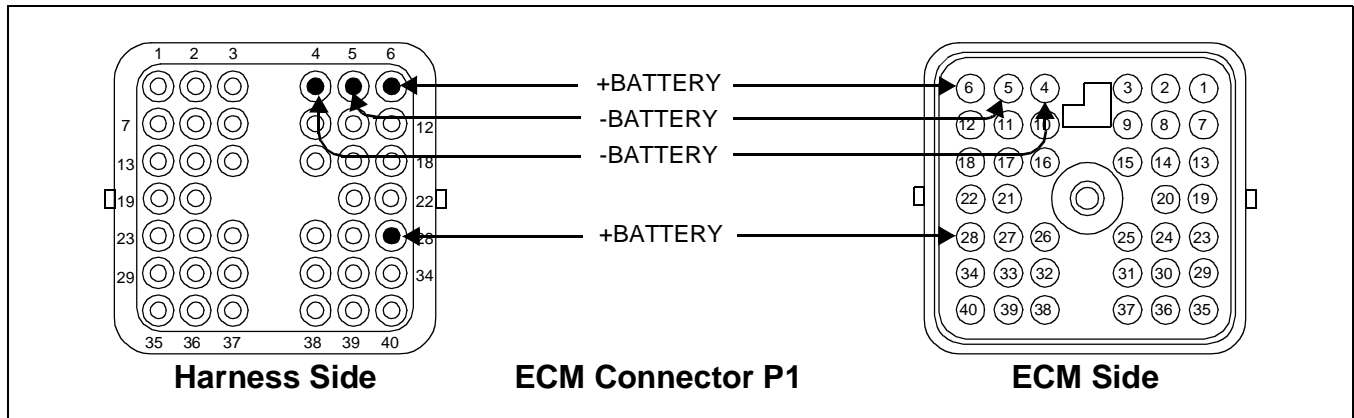 1 2 3 4 5 6
7 12
13 18
19 22
23 28
29 34
35 36 37 38 39 40
+BATTERY
-BATTERY
-BATTERY
+BATTERY
6 5 4 3 2 1
12 11 10 9 8 7
18 17 16 15 14 13
22 21 20 19
28 27 26 25 24 23
34 33 32 31 30 29
40 39 38 37 36 35
Harness Side ECM Connector P1 ECM Side